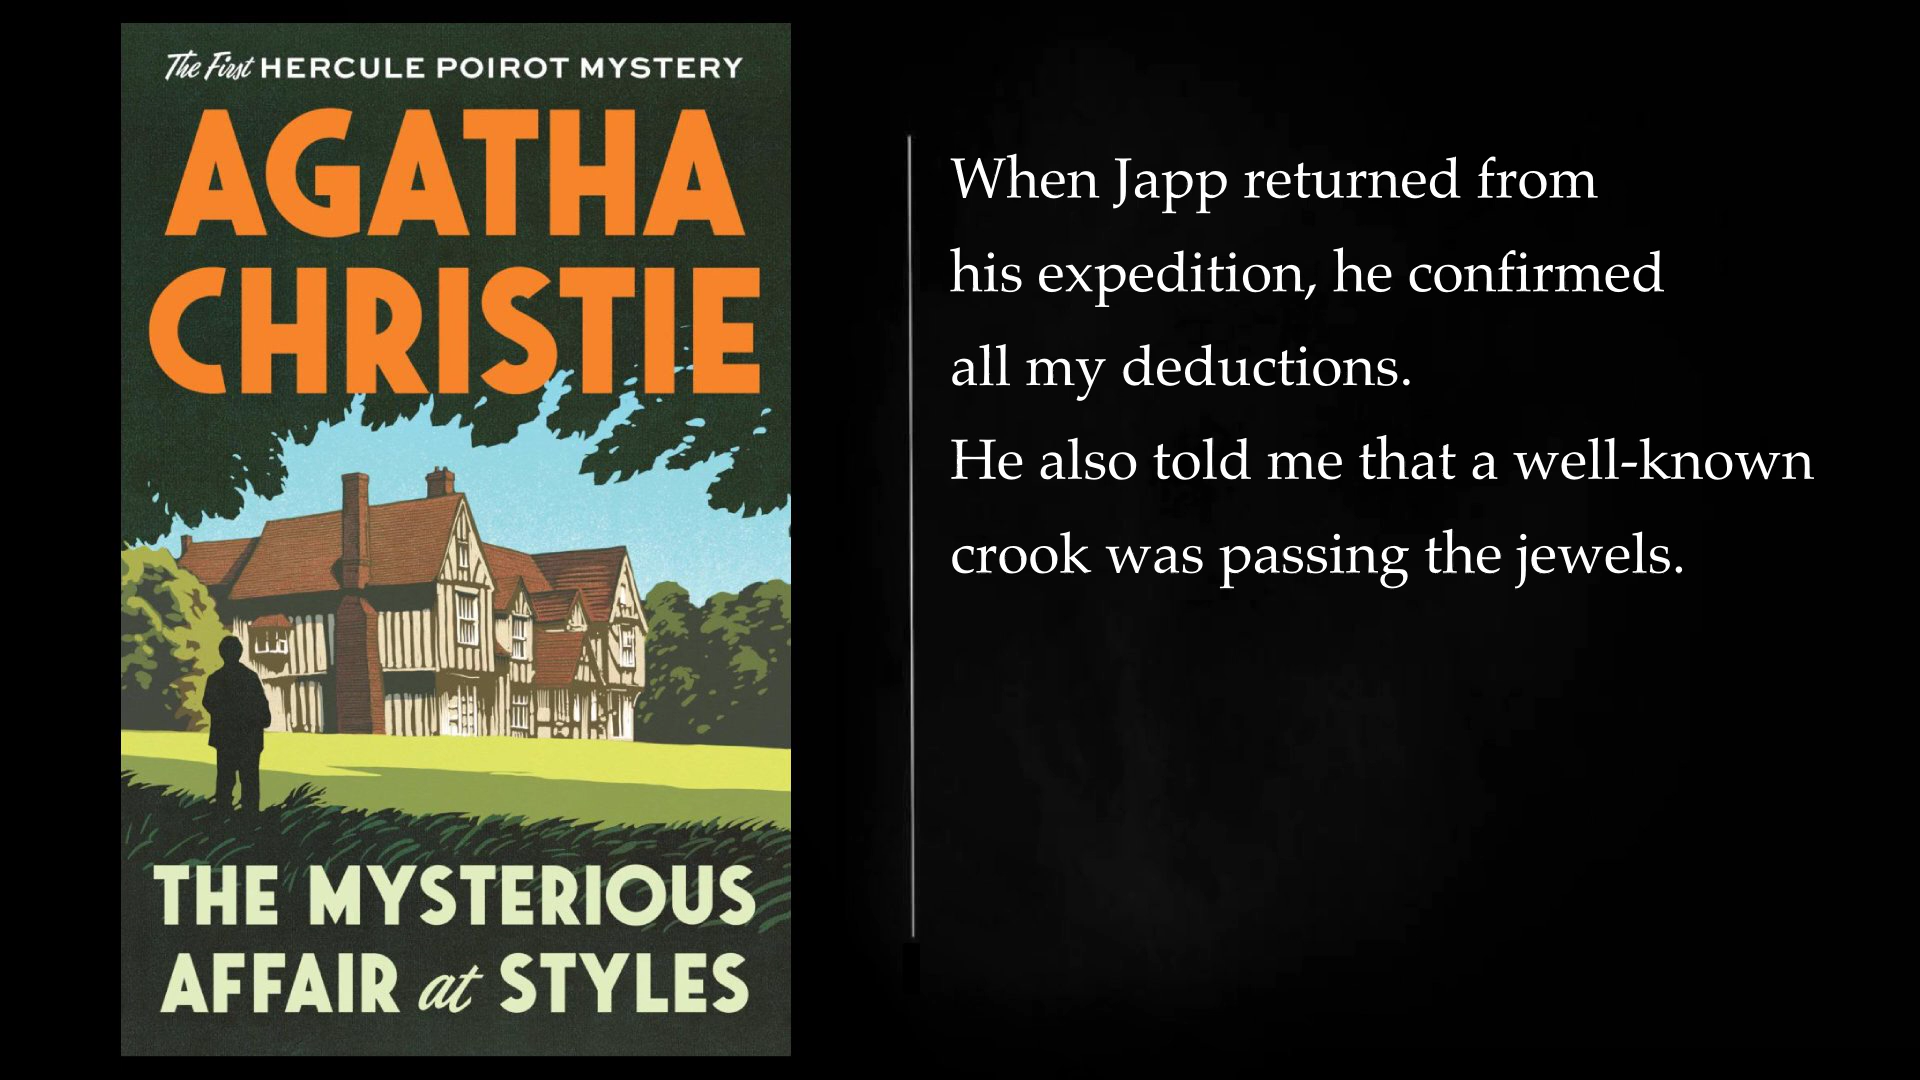 The First HERCULE POIROT MYSTERY
AGATHA
CHRISTIE
THE MYSTERIOUS
AFFAIR at STYLES
When Japp returned from
his expedition, he confirmed
all my deductions.
He also told me that a well-known
crook was passing the jewels.